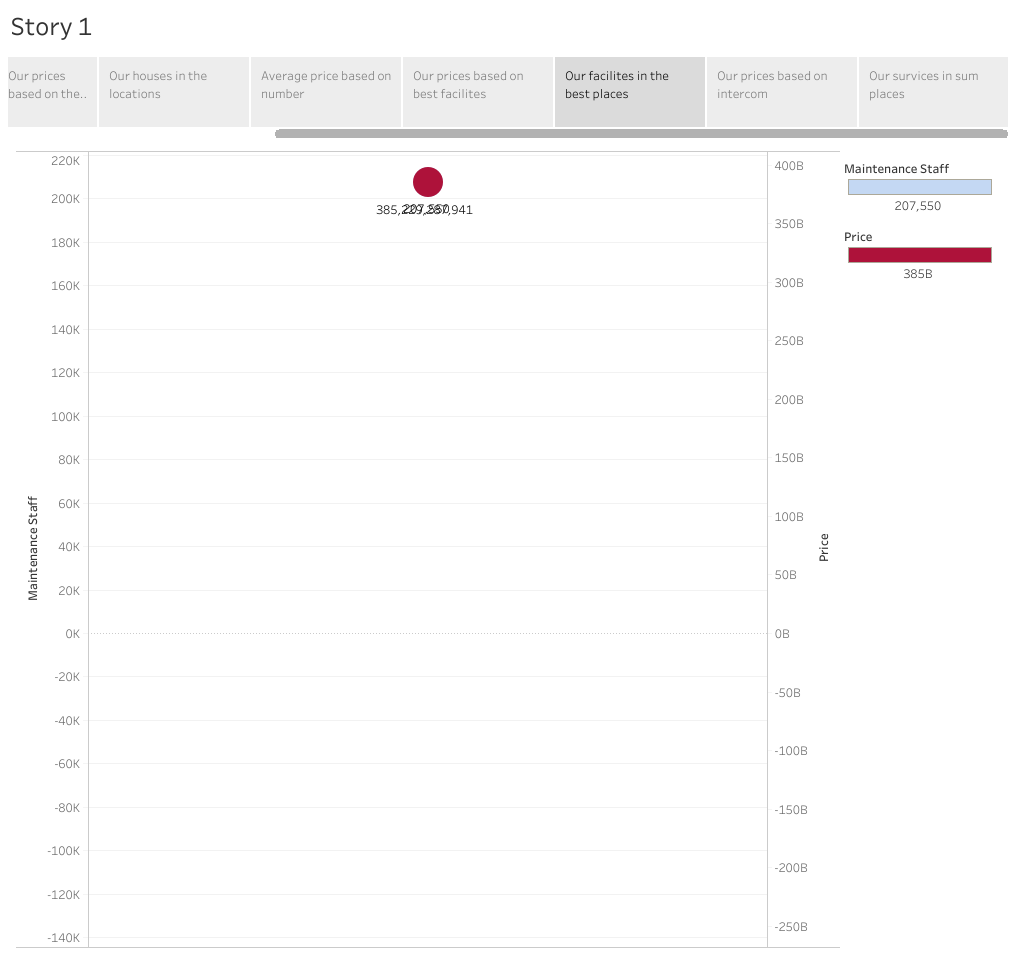 Story 1
Our prices
based on the..
Our houses in the
locations
Average price based on
number
Our prices based on
best facilites
Our facilites in the
best places
Our prices based on
intercom
Our survices in sum
places
220K
200K
180K
160K
140K
120K
100K
80K
60K
40K
20K
0K
-20K
-40K
-60K
-80K
-100K
-120K
-140K
Maintenance Staff
207,550
400B
350B
300B
250B
200B
150B
100B
50B
0B
-50B
-100B
-150B
-200B
-250B
Price
Maintenance Staff
207,550
Price
385B